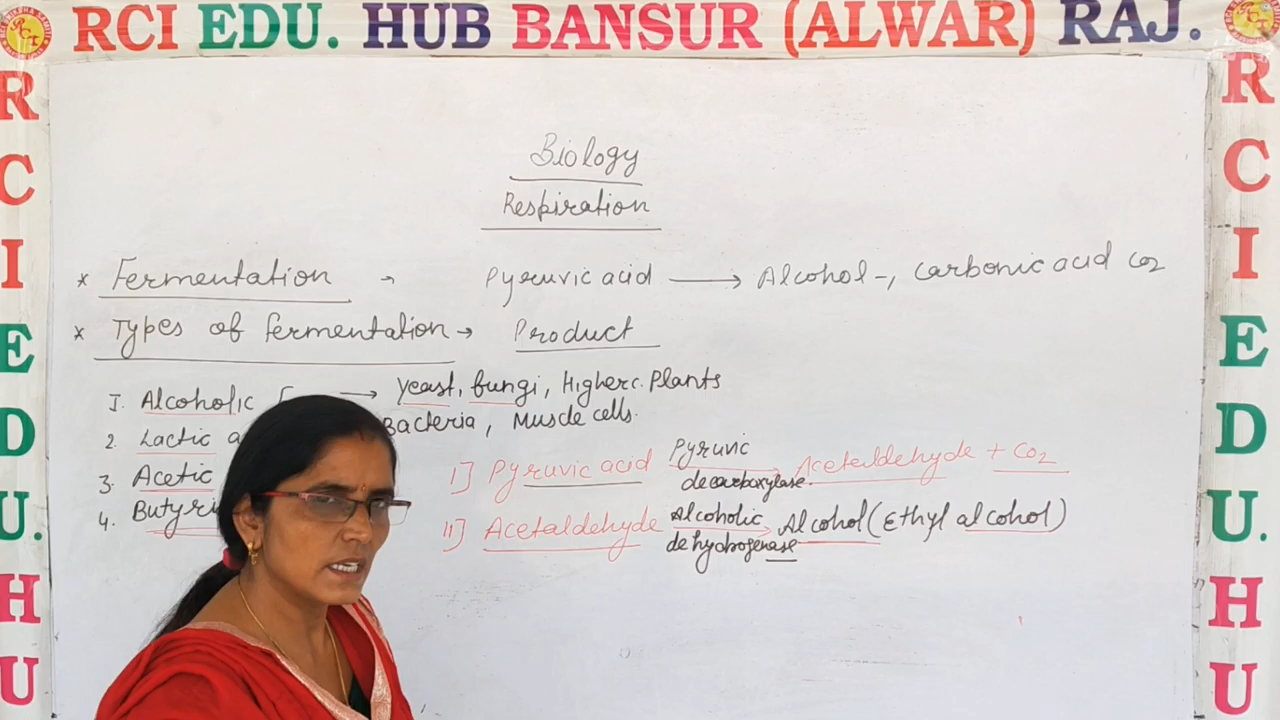 RCI EDU. HUB BANSUR (ALWAR) RAJ.
R
C
I
E
D
U.
H
U
R
C
I
E
D
U.
H
U
Biology
Respiration
* Fermentation → Pyruvic acid ⟶ Alcohol -, Carbonic acid CO2
* Types of fermentation → Product
I. Alcoholic ⟶ Yeast, fungi, Higher. Plants
2. Lactic a Bacteria, Muscle cells.
3. Acetic
4. Butyri
I] Pyruvic acid Pyruvic decarboxylase. Acetaldehyde + CO2
II] Acetaldehyde Alcoholic dehydrogenase Alcohol (Ethyl alcohol)